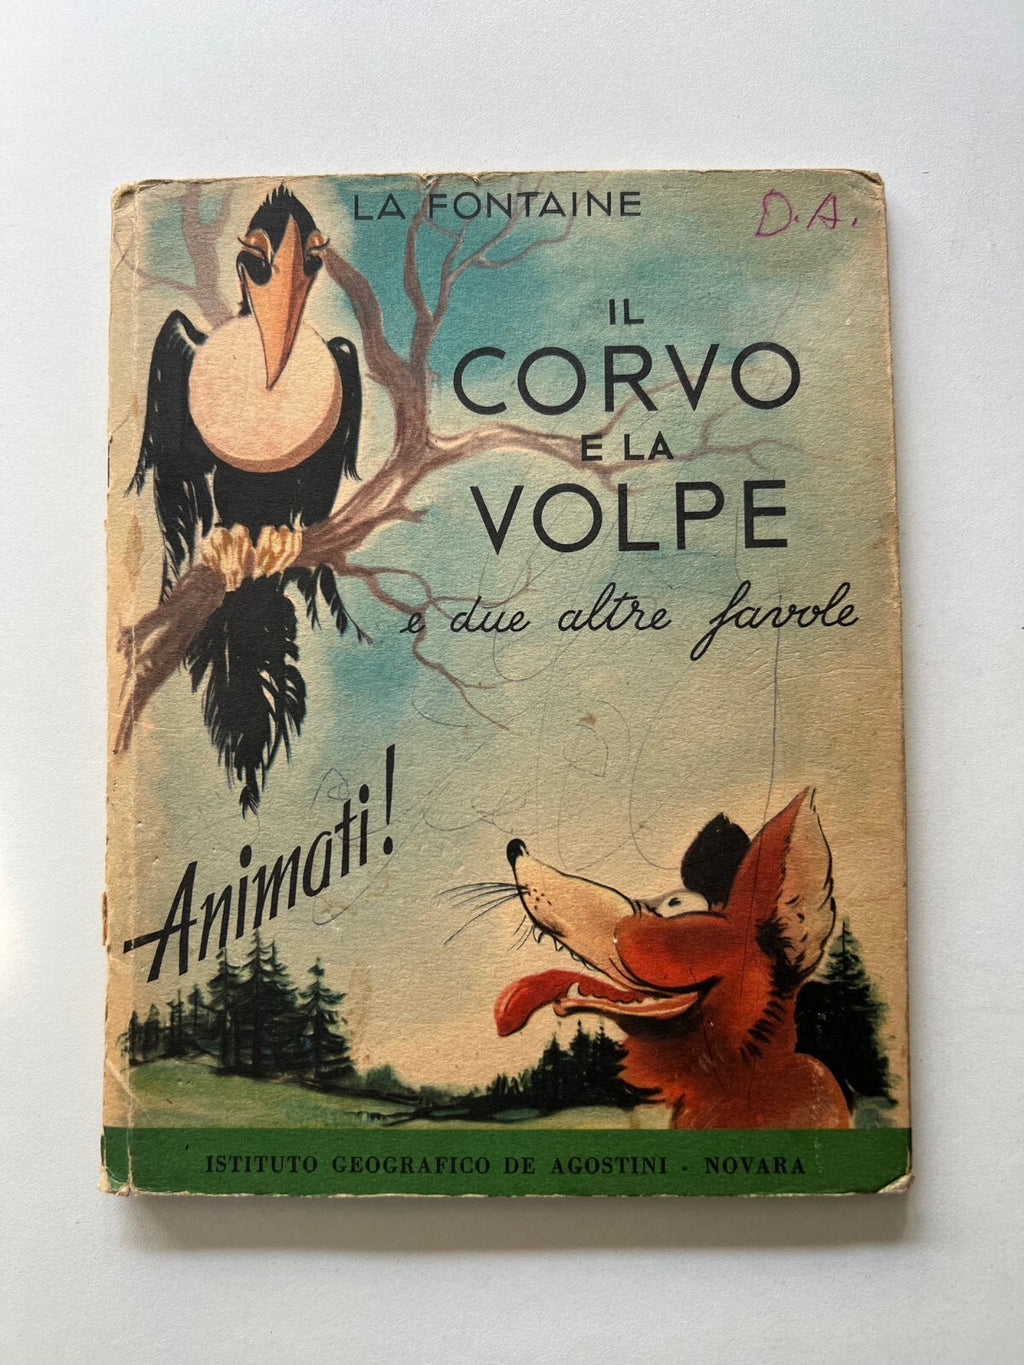 LA FONTAINE
D.A.
IL
CORVO
E LA
VOLPE
e due altre favole
Animati!
ISTITUTO GEOGRAFICO DE AGOSTINI - NOVARA